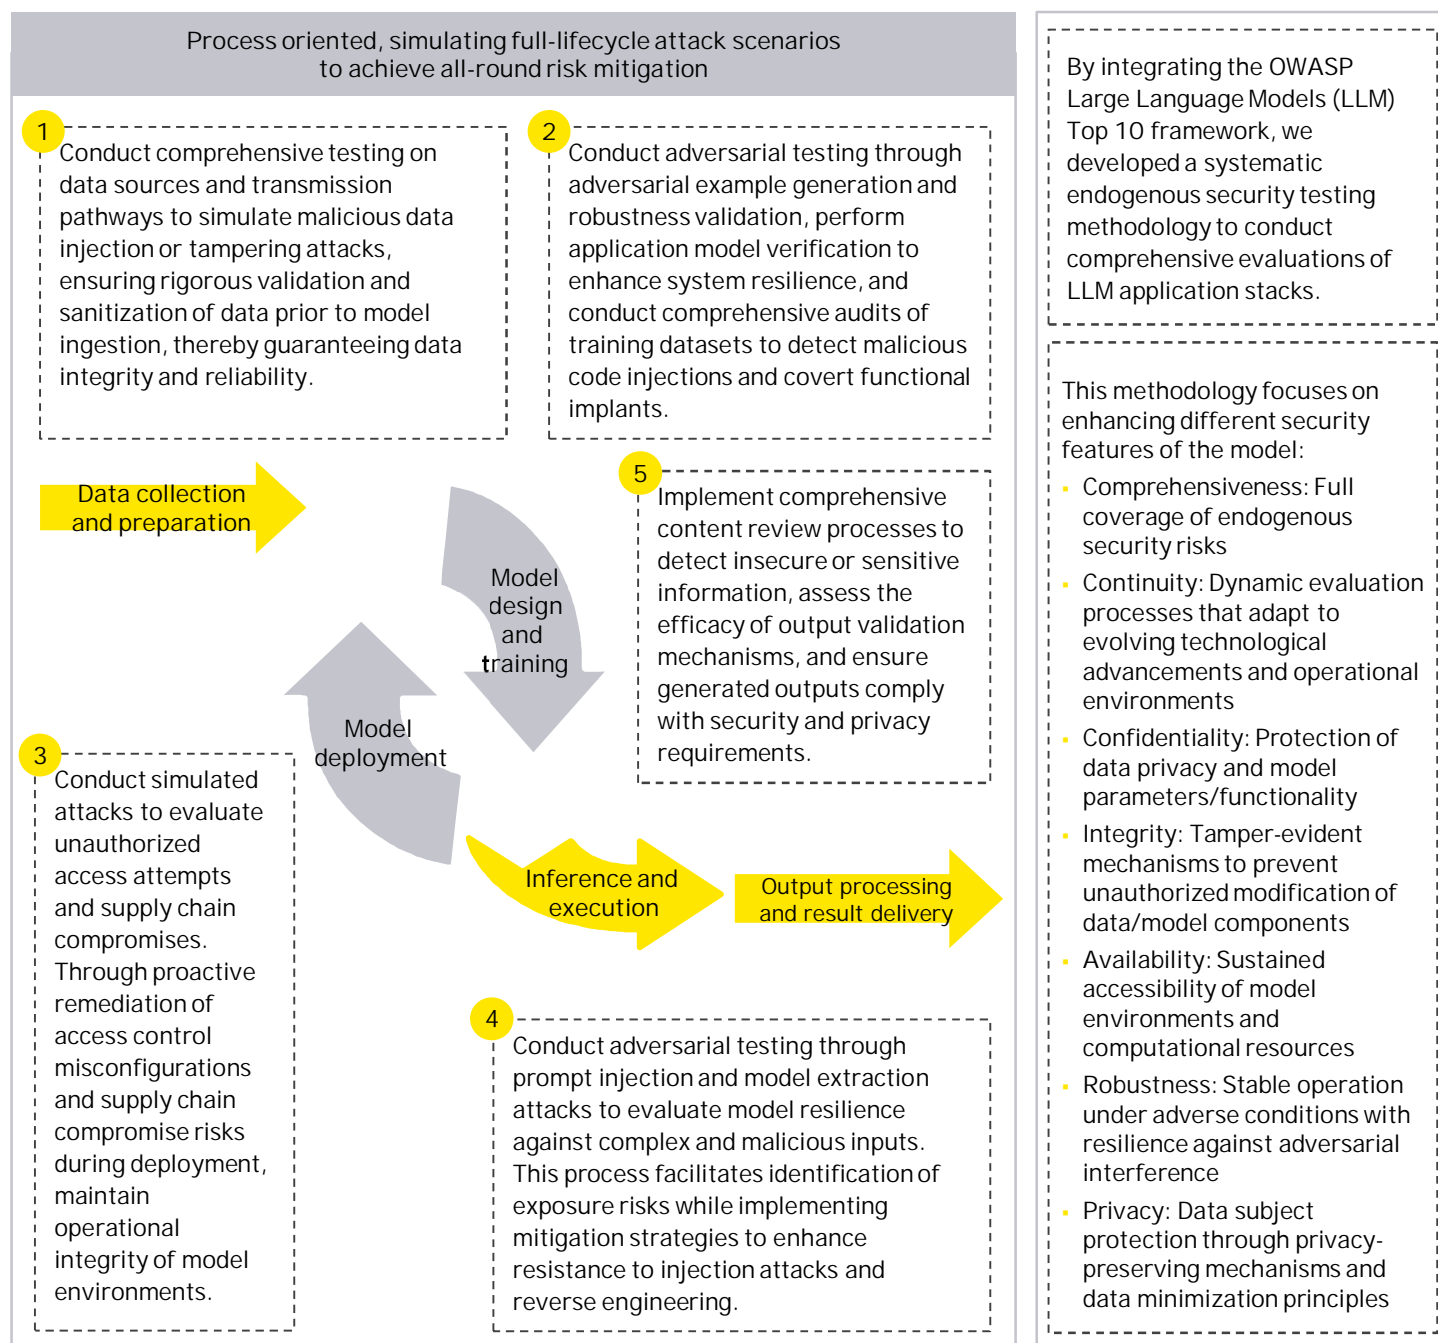 Process oriented, simulating full-lifecycle attack scenarios
to achieve all-round risk mitigation
1
Conduct comprehensive testing on
data sources and transmission
pathways to simulate malicious data
injection or tampering attacks,
ensuring rigorous validation and
sanitization of data prior to model
ingestion, thereby guaranteeing data
integrity and reliability.
2
Conduct adversarial testing through
adversarial example generation and
robustness validation, perform
application model verification to
enhance system resilience, and
conduct comprehensive audits of
training datasets to detect malicious
code injections and covert functional
implants.
Data collection
and preparation
Model
design
and
training
5
Implement comprehensive
content review processes to
detect insecure or sensitive
information, assess the
efficacy of output validation
mechanisms, and ensure
generated outputs comply
with security and privacy
requirements.
Model
deployment
3
Conduct simulated
attacks to evaluate
unauthorized
access attempts
and supply chain
compromises.
Through proactive
remediation of
access control
misconfigurations
and supply chain
compromise risks
during deployment,
maintain
operational
integrity of model
environments.
Inference and
execution
Output processing
and result delivery
4
Conduct adversarial testing through
prompt injection and model extraction
attacks to evaluate model resilience
against complex and malicious inputs.
This process facilitates identification of
exposure risks while implementing
mitigation strategies to enhance
resistance to injection attacks and
reverse engineering.
By integrating the OWASP
Large Language Models (LLM)
Top 10 framework, we
developed a systematic
endogenous security testing
methodology to conduct
comprehensive evaluations of
LLM application stacks.
This methodology focuses on
enhancing different security
features of the model:
▪ Comprehensiveness: Full
coverage of endogenous
security risks
▪ Continuity: Dynamic evaluation
processes that adapt to
evolving technological
advancements and operational
environments
▪ Confidentiality: Protection of
data privacy and model
parameters/functionality
▪ Integrity: Tamper-evident
mechanisms to prevent
unauthorized modification of
data/model components
▪ Availability: Sustained
accessibility of model
environments and
computational resources
▪ Robustness: Stable operation
under adverse conditions with
resilience against adversarial
interference
▪ Privacy: Data subject
protection through privacy-
preserving mechanisms and
data minimization principles